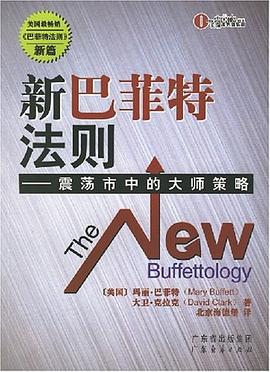 美国最畅销
《巴菲特法则》
新篇
新巴菲特
法则
——震荡市中的大师策略
The New
Buffettology
〔美国〕玛丽·巴菲特（Mary Buffett）
大卫·克拉克（David Clark） 著
北京海德堡 译
广东省出版集团
广东经济出版社